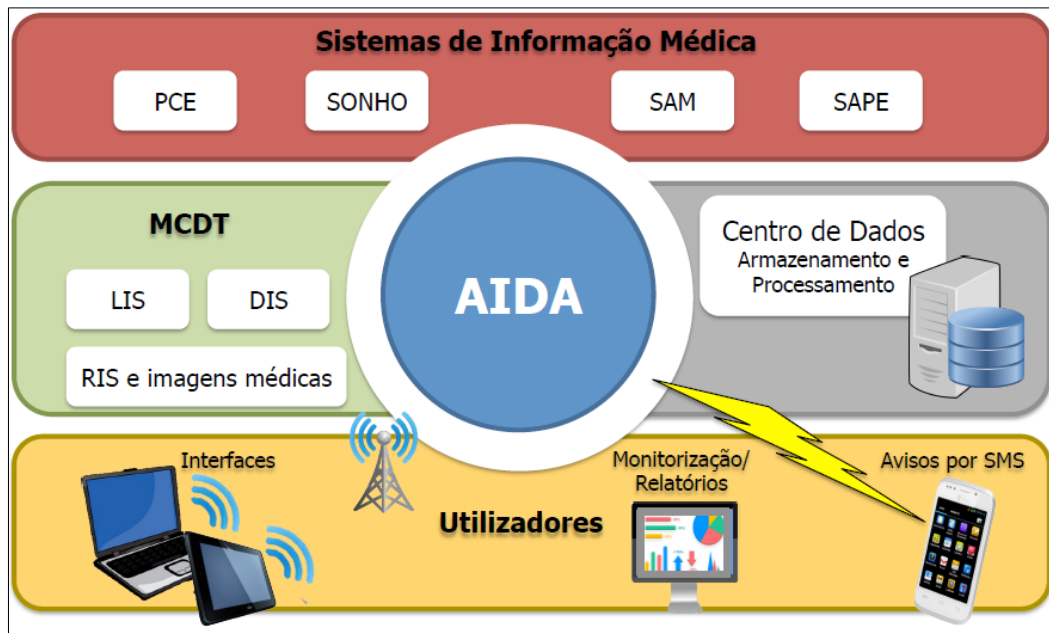 Sistemas de Informação Médica
PCE
SONHO
SAM
SAPE
MCDT
LIS
DIS
RIS e imagens médicas
AIDA
Centro de Dados
Armazenamento e
Processamento
Interfaces
Utilizadores
Monitorização/
Relatórios
Avisos por SMS